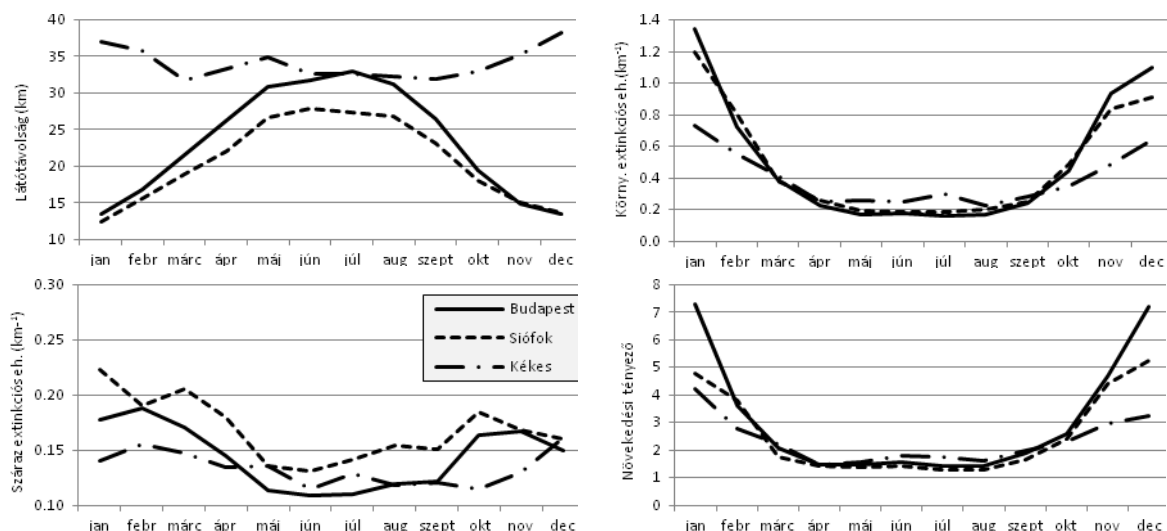 Látótávolság (km)
40
35
30
25
20
15
10
jan febr márc ápr máj jún júl aug szept okt nov dec
Körny. extinkciós eh.(km⁻¹)
1.4
1.2
1.0
0.8
0.6
0.4
0.2
0.0
jan febr márc ápr máj jún júl aug szept okt nov dec
Száraz extinkciós eh. (km⁻¹)
0.30
0.25
0.20
0.15
0.10
jan febr márc ápr máj jún júl aug szept okt nov dec
Budapest
Siófok
Kékes
Növekedési tényező
8
7
6
5
4
3
2
1
0
jan febr márc ápr máj jún júl aug szept okt nov dec